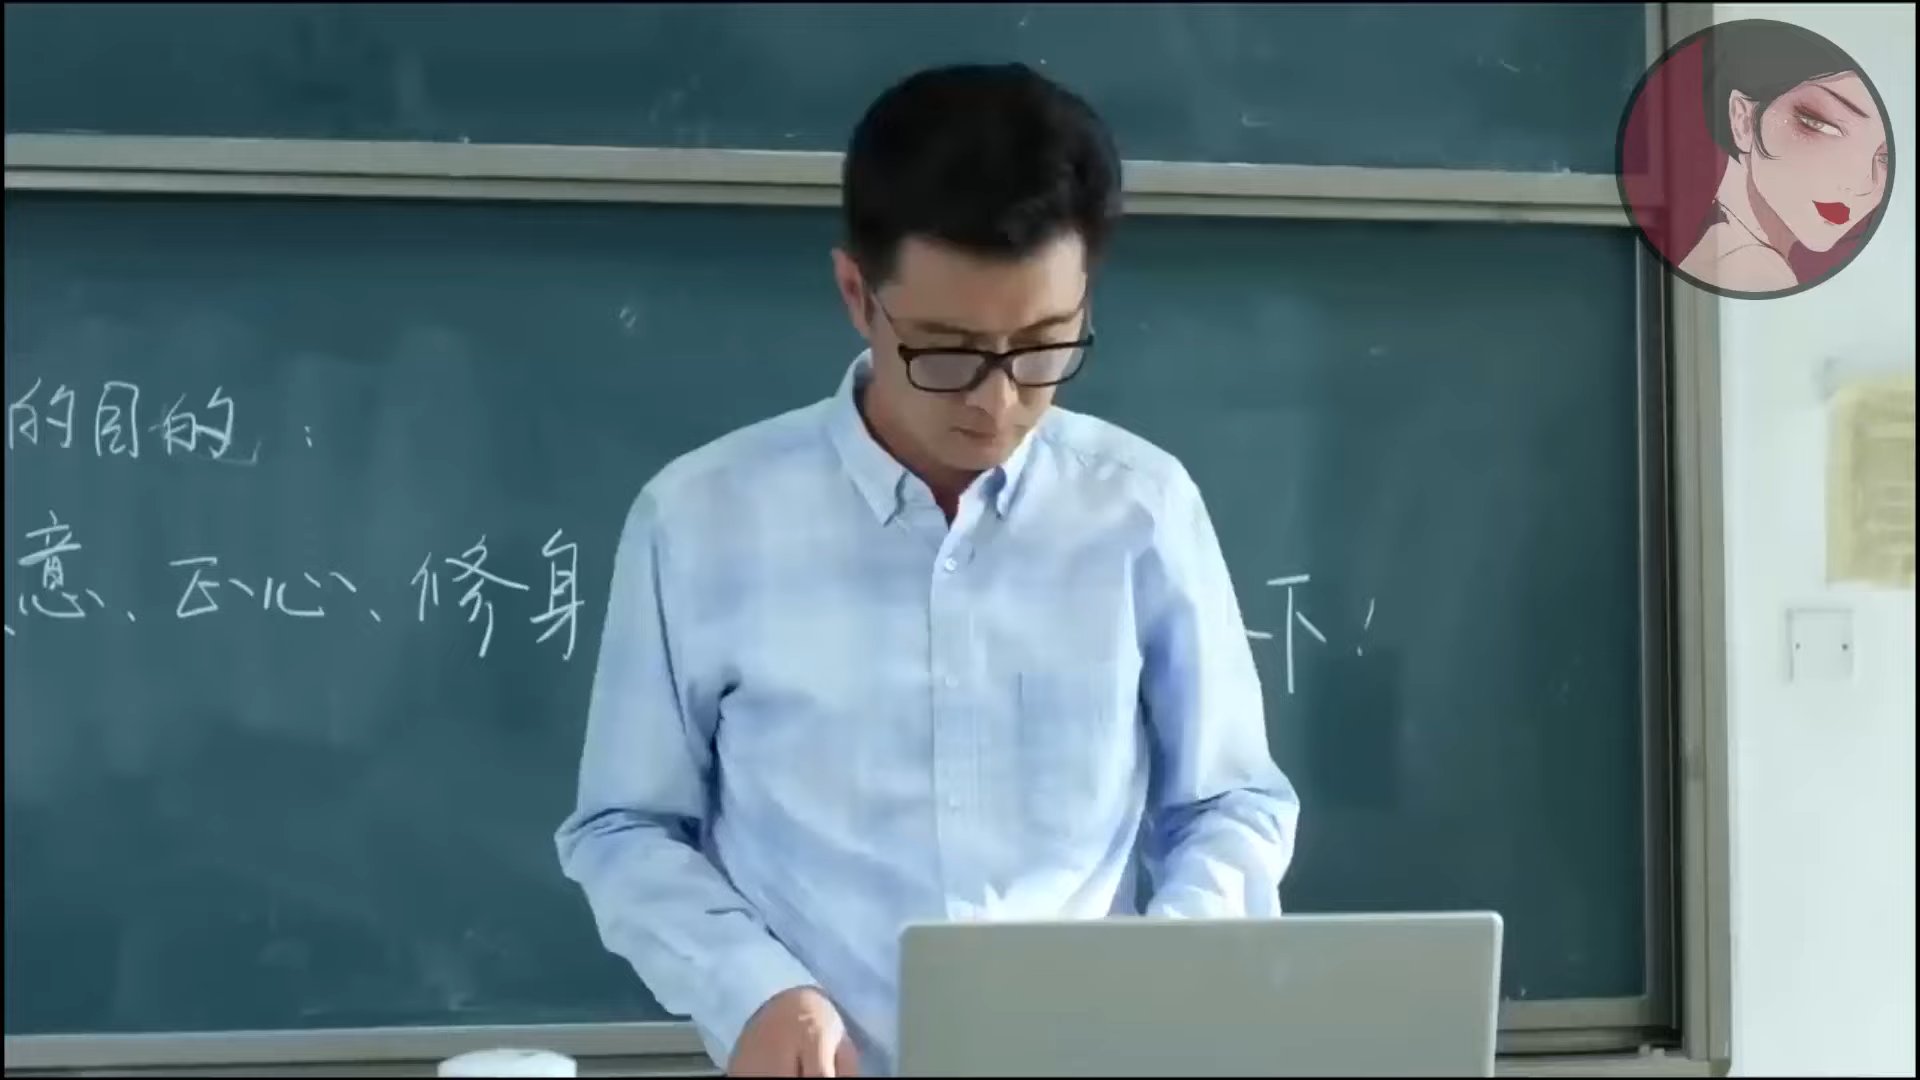 的目的：
意、正心、修身
下！